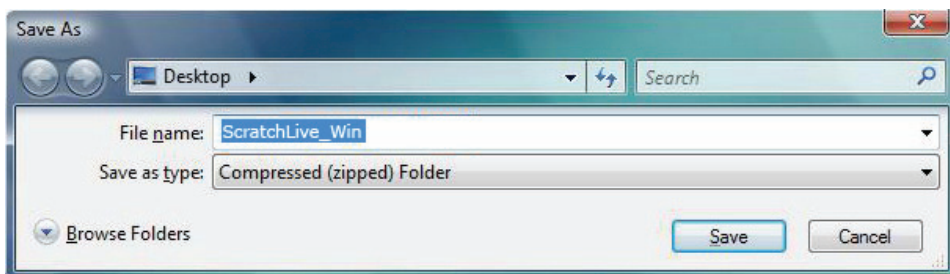 Save As
Desktop
Search
File name: ScratchLive_Win
Save as type: Compressed (zipped) Folder
Browse Folders Save Cancel